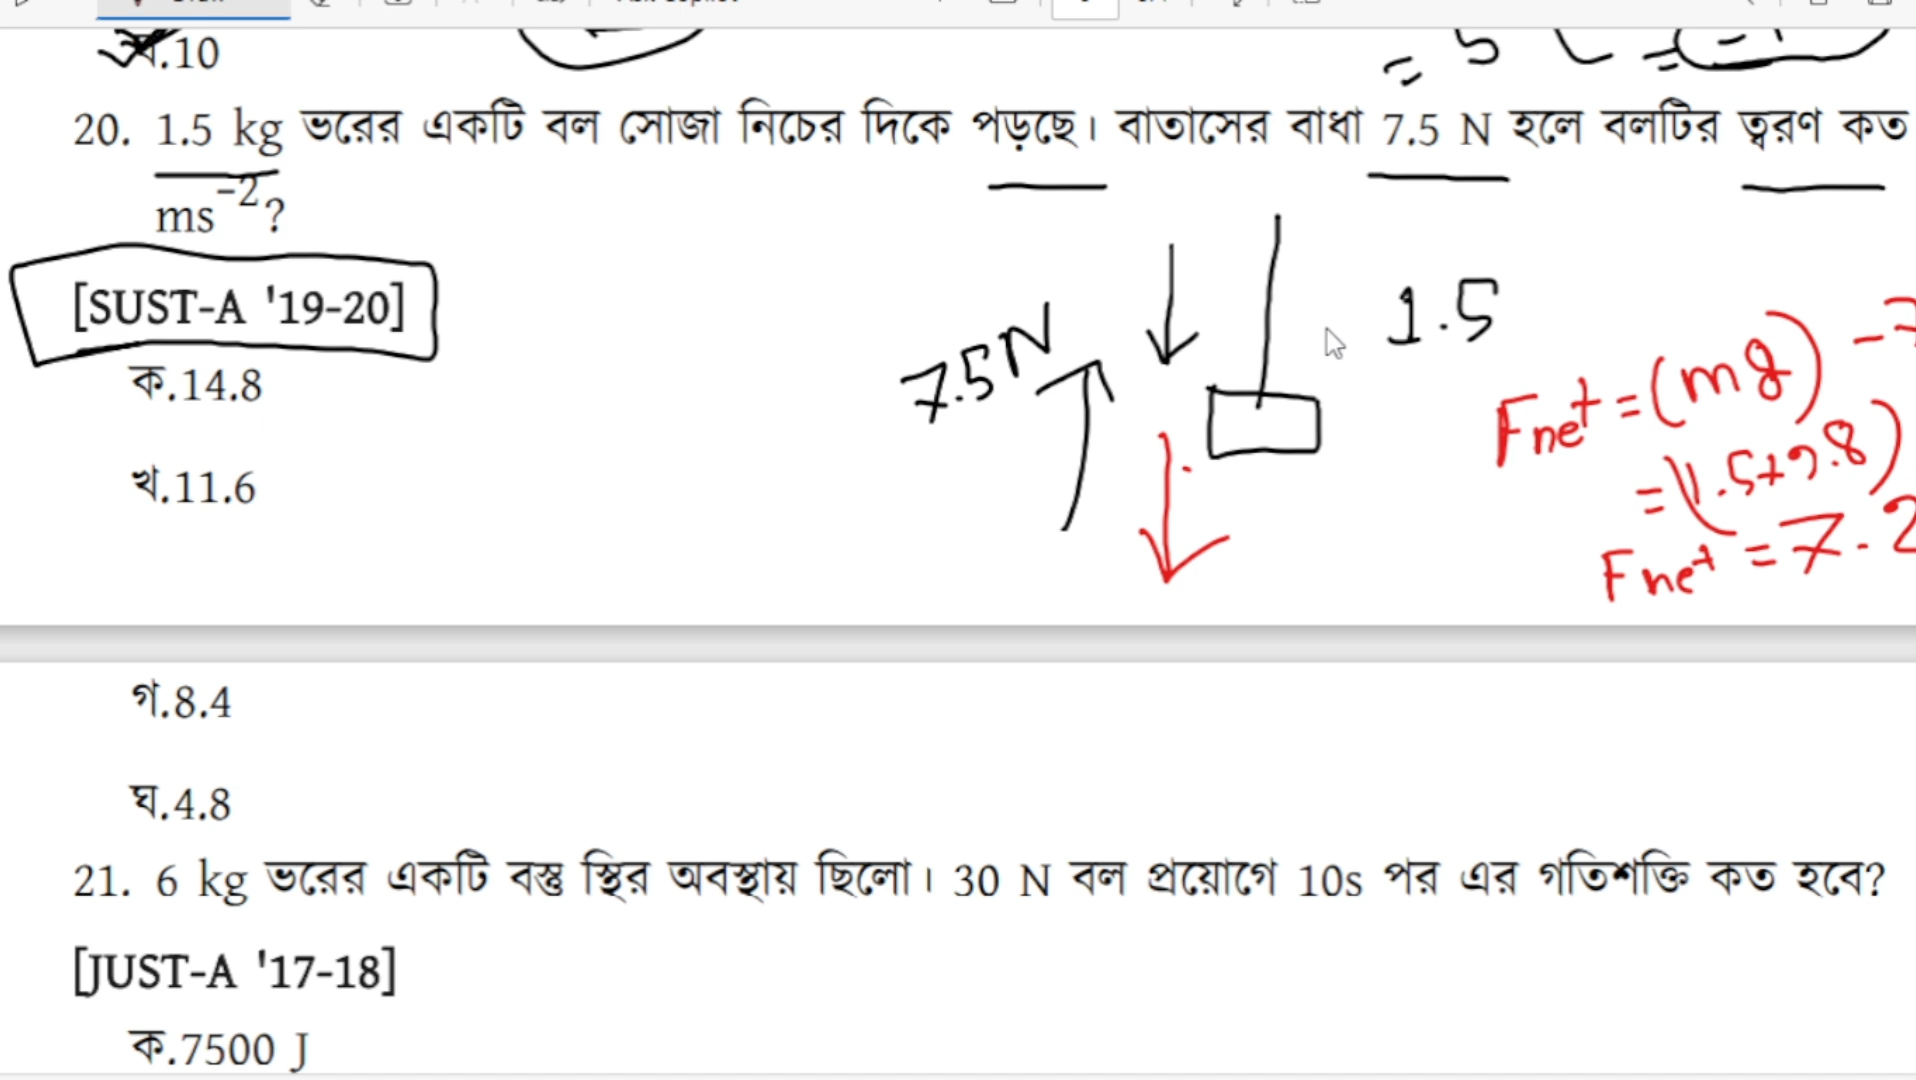 .10
= 5 =
20. 1.5 kg ভরের একটি বল সোজা নিচের দিকে পড়ছে। বাতাসের বাধা 7.5 N হলে বলটির ত্বরণ কত
ms⁻²?
[SUST-A '19-20]
7.5N
1.5
Fnet = (mg) -7
ক.14.8
= (1.5+9.8)
খ.11.6
Fnet = 7.2
গ.8.4
ঘ.4.8
21. 6 kg ভরের একটি বস্তু স্থির অবস্থায় ছিলো। 30 N বল প্রয়োগে 10s পর এর গতিশক্তি কত হবে?
[JUST-A '17-18]
ক.7500 J